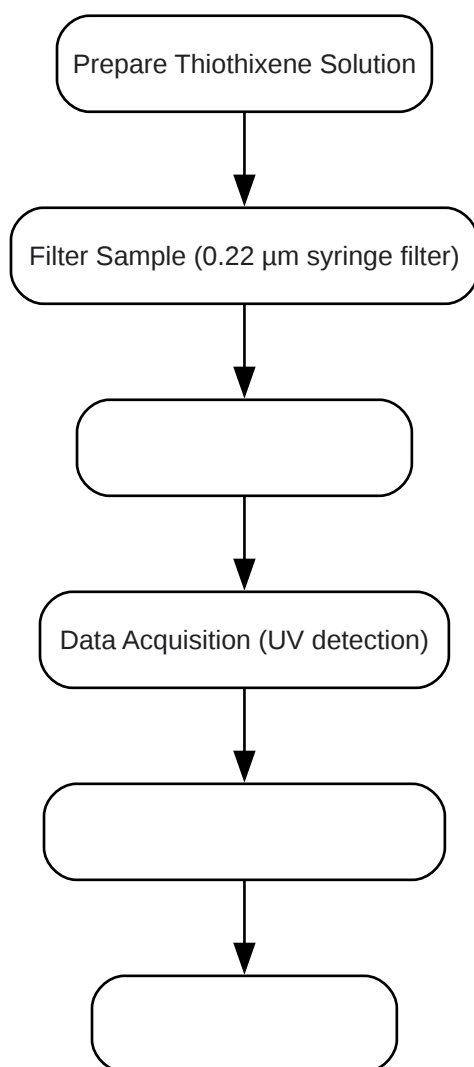 Prepare Thiothixene Solution
Filter Sample (0.22 µm syringe filter)
Data Acquisition (UV detection)